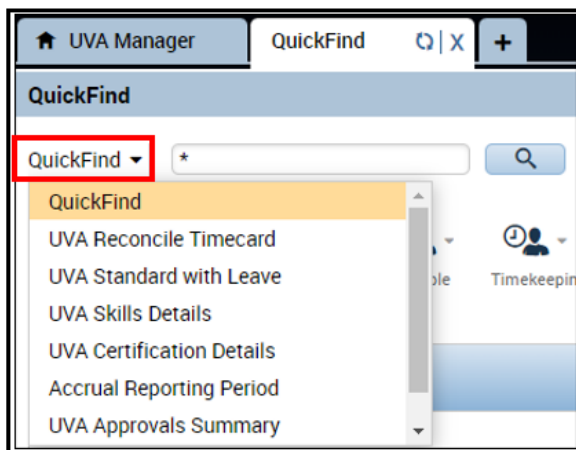 UVA Manager QuickFind X +
QuickFind
QuickFind *
QuickFind
UVA Reconcile Timecard
UVA Standard with Leave
UVA Skills Details
UVA Certification Details
Accrual Reporting Period
UVA Approvals Summary
ple Timekeepin